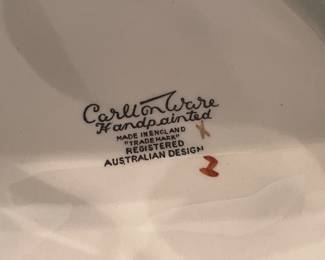 Carlton Ware
Handpainted
MADE IN ENGLAND
"TRADE MARK"
REGISTERED
AUSTRALIAN DESIGN